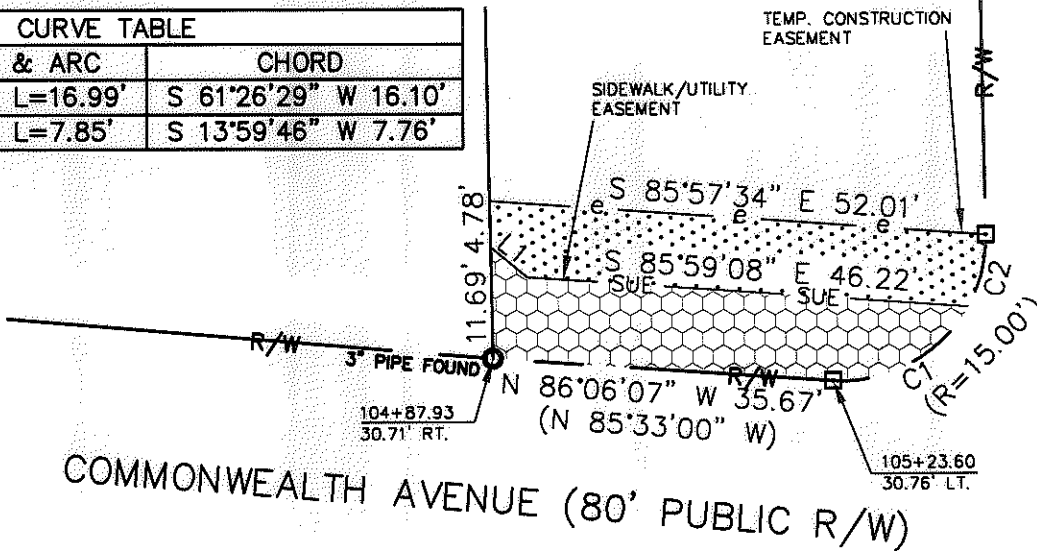 CURVE TABLE
& ARC CHORD
L=16.99' S 61°26'29" W 16.10'
L=7.85' S 13°59'46" W 7.76'
TEMP. CONSTRUCTION
EASEMENT
R/W
SIDEWALK/UTILITY
EASEMENT
4.78'
S 85°57'34" E 52.01'
e e e
L1
S 85°59'08" E 46.22'
SUE SUE
11.69'
C2
C1
(R=15.00')
R/W
3" PIPE FOUND
R/W
N 86°06'07" W 35.67'
(N 85°33'00" W)
104+87.93
30.71' RT.
105+23.60
30.76' LT.
COMMONWEALTH AVENUE (80' PUBLIC R/W)